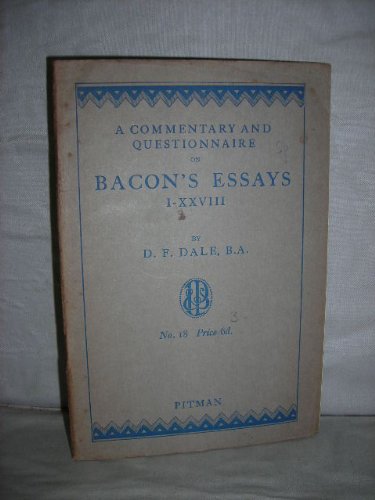 A COMMENTARY AND
QUESTIONNAIRE
ON
BACON'S ESSAYS
I-XXVIII
BY
D. F. DALE, B.A.
No. 18 Price 6d.
PITMAN